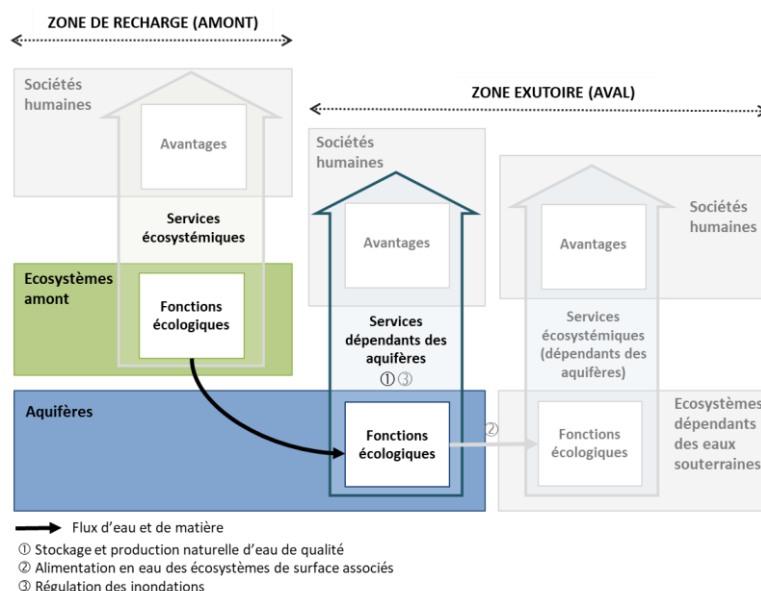 ZONE DE RECHARGE (AMONT)
Sociétés
humaines
Avantages
Services
écosystémiques
Ecosystèmes
amont
Fonctions
écologiques
ZONE EXUTOIRE (AVAL)
Sociétés
humaines
Avantages
Services
dépendants des
aquifères
① ③
Sociétés
humaines
Avantages
Services
écosystémiques
(dépendants des
aquifères)
Aquifères
Fonctions
écologiques
②
Fonctions
écologiques
Ecosystèmes
dépendants
des eaux
souterraines
Flux d'eau et de matière
① Stockage et production naturelle d'eau de qualité
② Alimentation en eau des écosystèmes de surface associés
③ Régulation des inondations